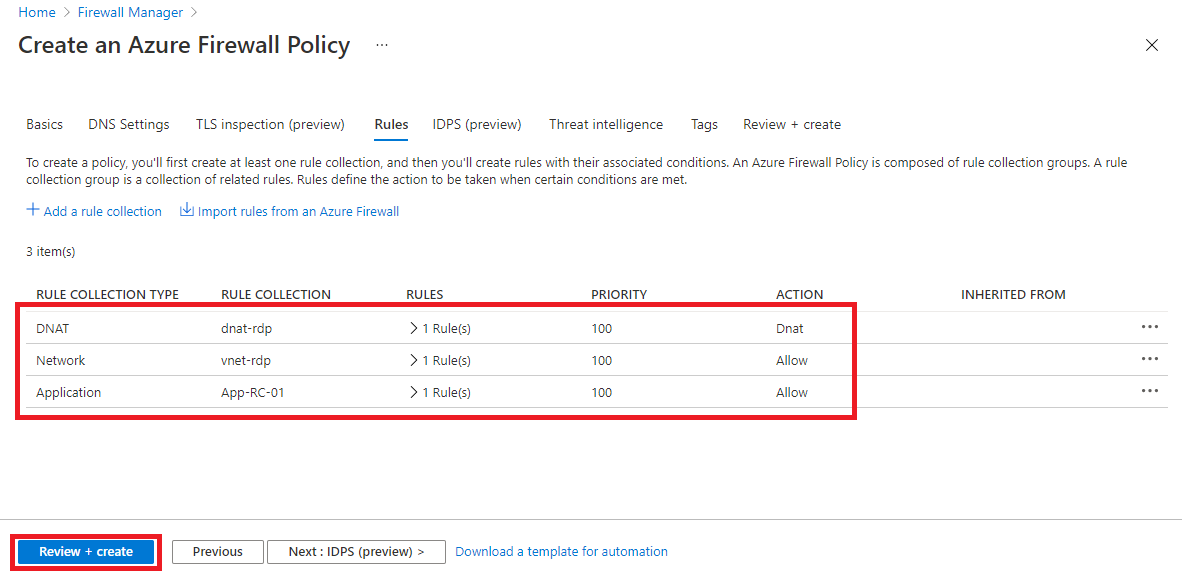 Home > Firewall Manager >
Create an Azure Firewall Policy ...
Basics DNS Settings TLS inspection (preview) Rules IDPS (preview) Threat intelligence Tags Review + create
To create a policy, you'll first create at least one rule collection, and then you'll create rules with their associated conditions. An Azure Firewall Policy is composed of rule collection groups. A rule
collection group is a collection of related rules. Rules define the action to be taken when certain conditions are met.
+ Add a rule collection Import rules from an Azure Firewall
3 item(s)
RULE COLLECTION TYPE RULE COLLECTION RULES PRIORITY ACTION INHERITED FROM
DNAT dnat-rdp > 1 Rule(s) 100 Dnat ...
Network vnet-rdp > 1 Rule(s) 100 Allow ...
Application App-RC-01 > 1 Rule(s) 100 Allow ...
Review + create Previous Next : IDPS (preview) > Download a template for automation